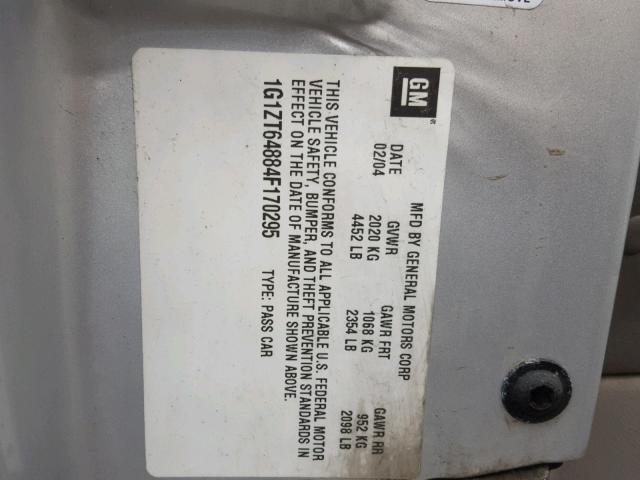 GM
MFD BY GENERAL MOTORS CORP
DATE GVWR GAWR FRT GAWR RR
02/04 2020 KG 1068 KG 952 KG
4452 LB 2354 LB 2098 LB
THIS VEHICLE CONFORMS TO ALL APPLICABLE U.S. FEDERAL MOTOR
VEHICLE SAFETY, BUMPER, AND THEFT PREVENTION STANDARDS IN
EFFECT ON THE DATE OF MANUFACTURE SHOWN ABOVE.
1G1ZT64884F170295 TYPE: PASS CAR